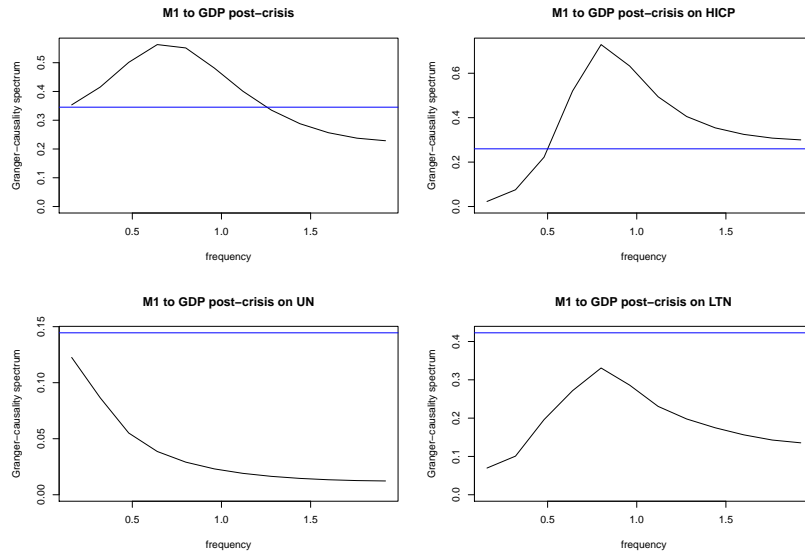 M1 to GDP post−crisis
Granger−causality spectrum
0.0 0.1 0.2 0.3 0.4 0.5
0.5 1.0 1.5
frequency
M1 to GDP post−crisis on HICP
Granger−causality spectrum
0.0 0.2 0.4 0.6
0.5 1.0 1.5
frequency
M1 to GDP post−crisis on UN
Granger−causality spectrum
0.00 0.05 0.10 0.15
0.5 1.0 1.5
frequency
M1 to GDP post−crisis on LTN
Granger−causality spectrum
0.0 0.1 0.2 0.3 0.4
0.5 1.0 1.5
frequency